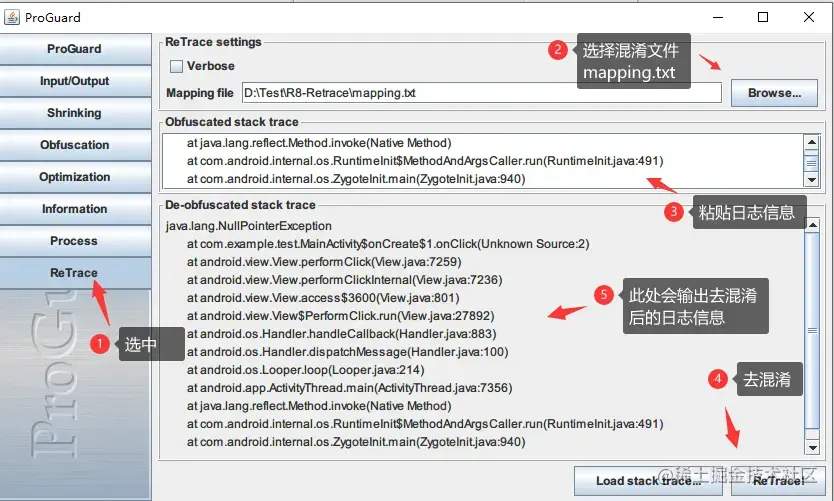 ProGuard
ProGuard
Input/Output
Shrinking
Obfuscation
Optimization
Information
Process
ReTrace
ProGu
1 选中
ReTrace settings
Verbose
2 选择混淆文件
mapping.txt
Mapping file D:\Test\R8-Retrace\mapping.txt Browse...
Obfuscated stack trace
at java.lang.reflect.Method.invoke(Native Method)
at com.android.internal.os.RuntimeInit$MethodAndArgsCaller.run(RuntimeInit.java:491)
at com.android.internal.os.ZygoteInit.main(ZygoteInit.java:940)
3 粘贴日志信息
De-obfuscated stack trace
java.lang.NullPointerException
at com.example.test.MainActivity$onCreate$1.onClick(Unknown Source:2)
at android.view.View.performClick(View.java:7259)
at android.view.View.performClickInternal(View.java:7236)
at android.view.View.access$3600(View.java:801)
at android.view.View$PerformClick.run(View.java:27892)
at android.os.Handler.handleCallback(Handler.java:883)
at android.os.Handler.dispatchMessage(Handler.java:100)
at android.os.Looper.loop(Looper.java:214)
at android.app.ActivityThread.main(ActivityThread.java:7356)
at java.lang.reflect.Method.invoke(Native Method)
at com.android.internal.os.RuntimeInit$MethodAndArgsCaller.run(RuntimeInit.java:491)
at com.android.internal.os.ZygoteInit.main(ZygoteInit.java:940)
5 此处会输出去混淆
后的日志信息
4 去混淆
Load stack trace... ReTrace!
@稀土掘金技术社区